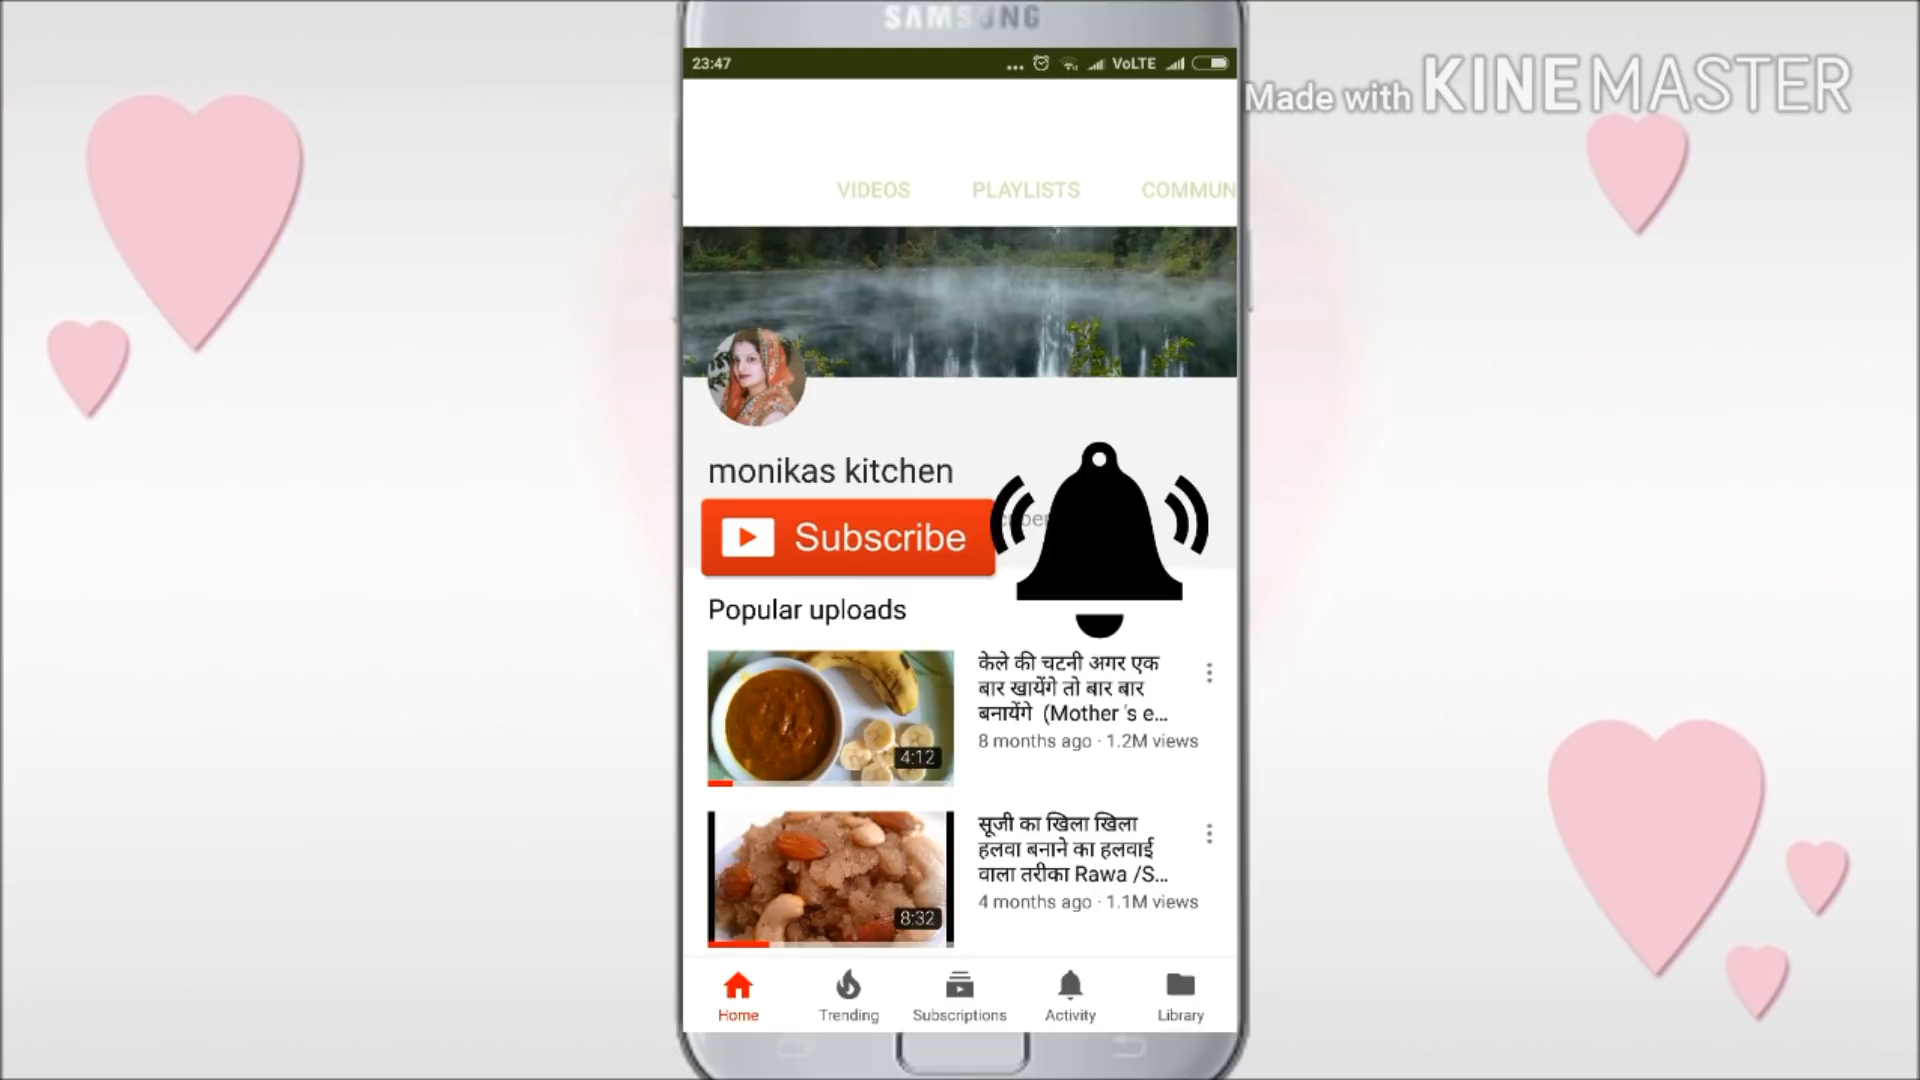 SAMSUNG
23:47
... VoLTE
Made with KINEMASTER
VIDEOS PLAYLISTS COMMUN
monikas kitchen
Subscribe
Popular uploads
केले की चटनी अगर एक
बार खायेंगे तो बार बार
बनायेंगे (Mother 's e...
8 months ago · 1.2M views
4:12
सूजी का खिला खिला
हलवा बनाने का हलवाई
वाला तरीका Rawa /S...
4 months ago · 1.1M views
8:32
Home Trending Subscriptions Activity Library